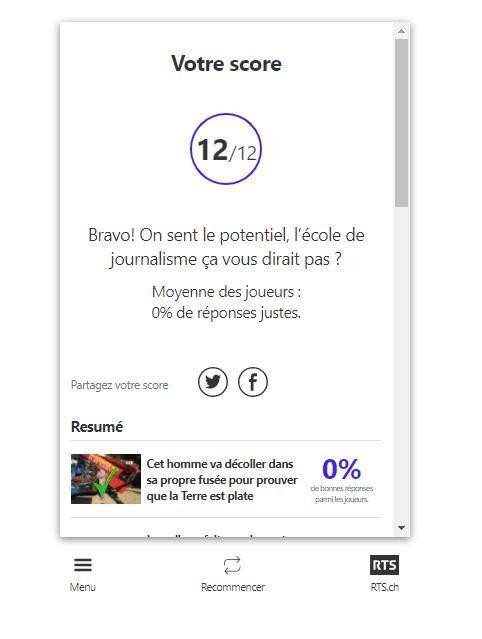 Votre score
12/12
Bravo! On sent le potentiel, l’école de
journalisme ça vous dirait pas ?
Moyenne des joueurs :
0% de réponses justes.
Partagez votre score
Resumé
Cet homme va décoller dans
sa propre fusée pour prouver
que la Terre est plate
0%
de bonnes réponses
parmi les joueurs.
Menu
Recommencer
RTS
RTS.ch